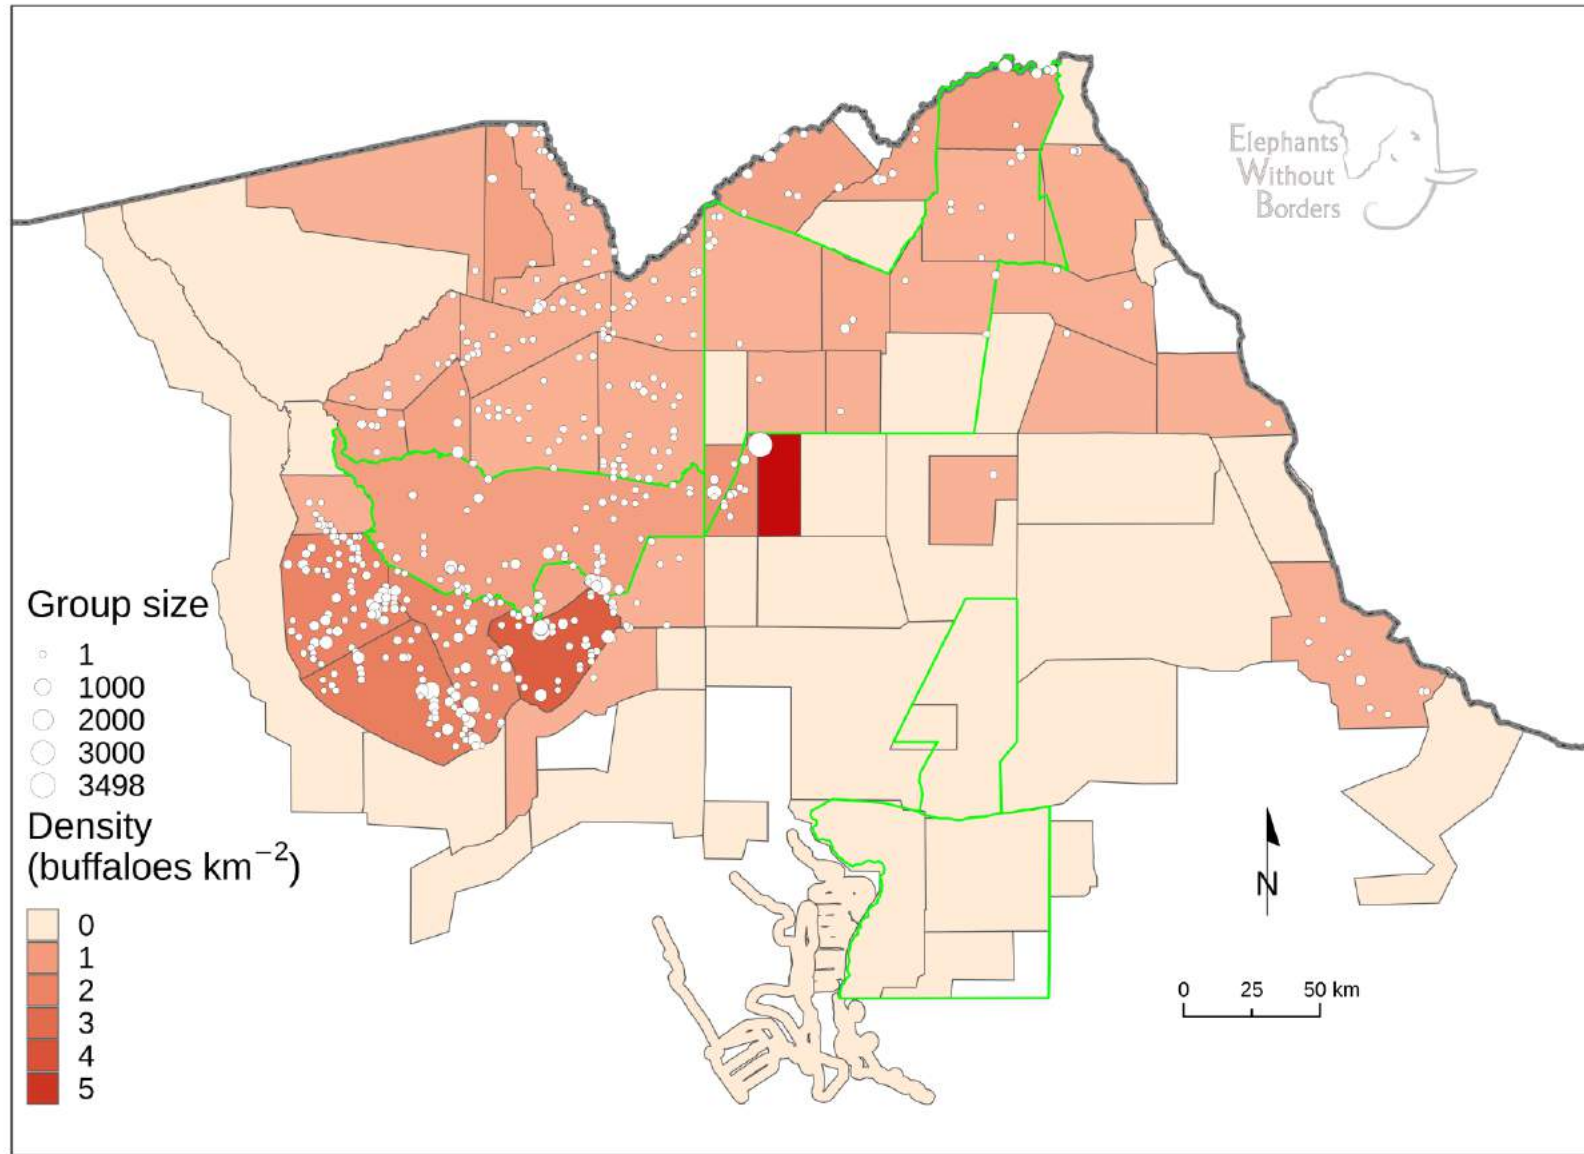 Elephants
Without
Borders
Group size
1
1000
2000
3000
3498
Density
(buffaloes km−2)
0
1
2
3
4
5
N
0 25 50 km